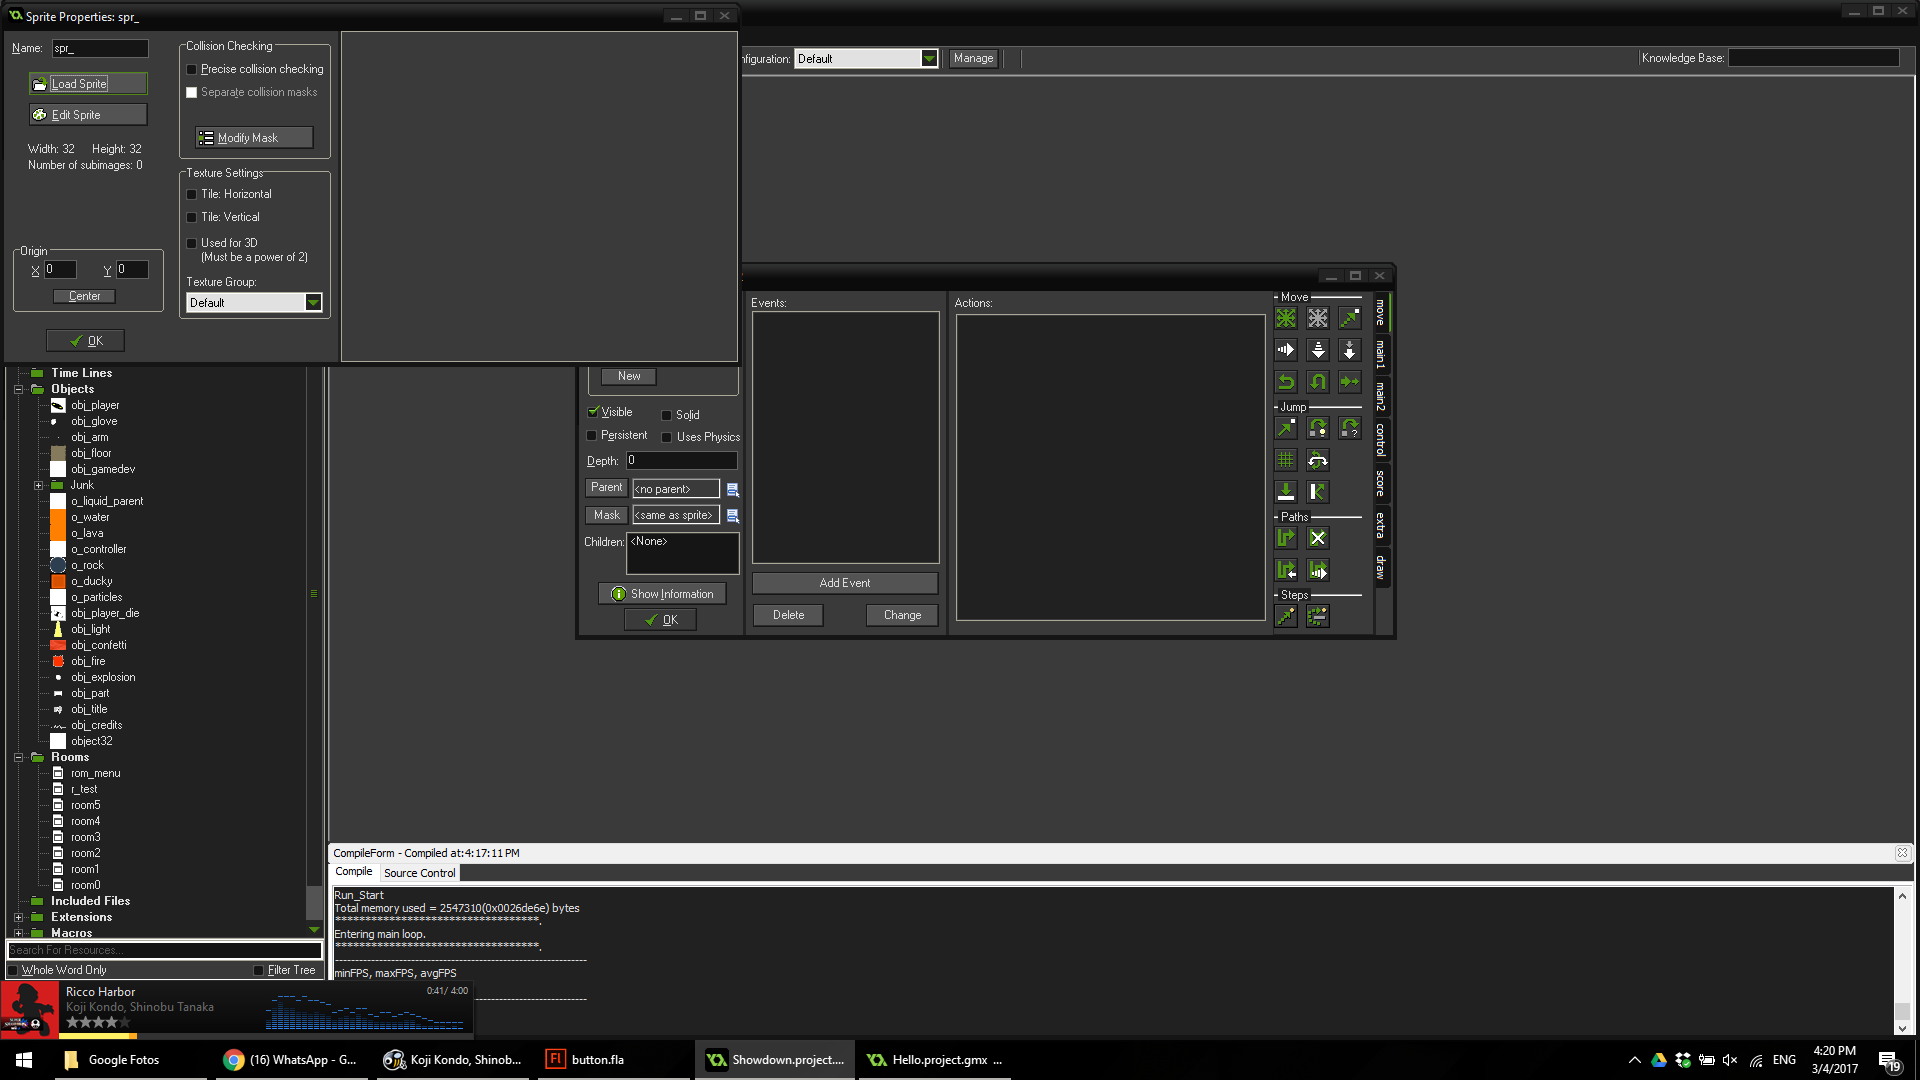 Sprite Properties: spr_
Name: spr_
Load Sprite
Edit Sprite
Width: 32 Height: 32
Number of subimages: 0
Origin
X 0 Y 0
Center
OK
Collision Checking
Precise collision checking
Separate collision masks
Modify Mask
Texture Settings
Tile: Horizontal
Tile: Vertical
Used for 3D
(Must be a power of 2)
Texture Group:
Default
nfiguration: Default Manage
Knowledge Base:
Time Lines
Objects
obj_player
obj_glove
obj_arm
obj_floor
obj_gamedev
Junk
o_liquid_parent
o_water
o_lava
o_controller
o_rock
o_ducky
o_particles
obj_player_die
obj_light
obj_confetti
obj_fire
obj_explosion
obj_part
obj_title
obj_credits
object32
Rooms
rom_menu
r_test
room5
room4
room3
room2
room1
room0
Included Files
Extensions
Macros
Search For Resources...
Whole Word Only Filter Tree
New
Visible Solid
Persistent Uses Physics
Depth: 0
Parent <no parent>
Mask <same as sprite>
Children: <None>
Show Information
OK
Events:
Add Event
Delete Change
Actions:
Move
Jump
Paths
Steps
move
main1
main2
control
score
extra
draw
CompileForm - Compiled at:4:17:11 PM
Compile Source Control
Run_Start
Total memory used = 2547310(0x0026de6e) bytes
**********************************.
Entering main loop.
**********************************.
minFPS, maxFPS, avgFPS
Ricco Harbor 0:41/ 4:00
Koji Kondo, Shinobu Tanaka
Google Fotos
(16) WhatsApp - G...
Koji Kondo, Shinob...
Fl button.fla
Showdown.project....
Hello.project.gmx ...
ENG
4:20 PM
3/4/2017
19